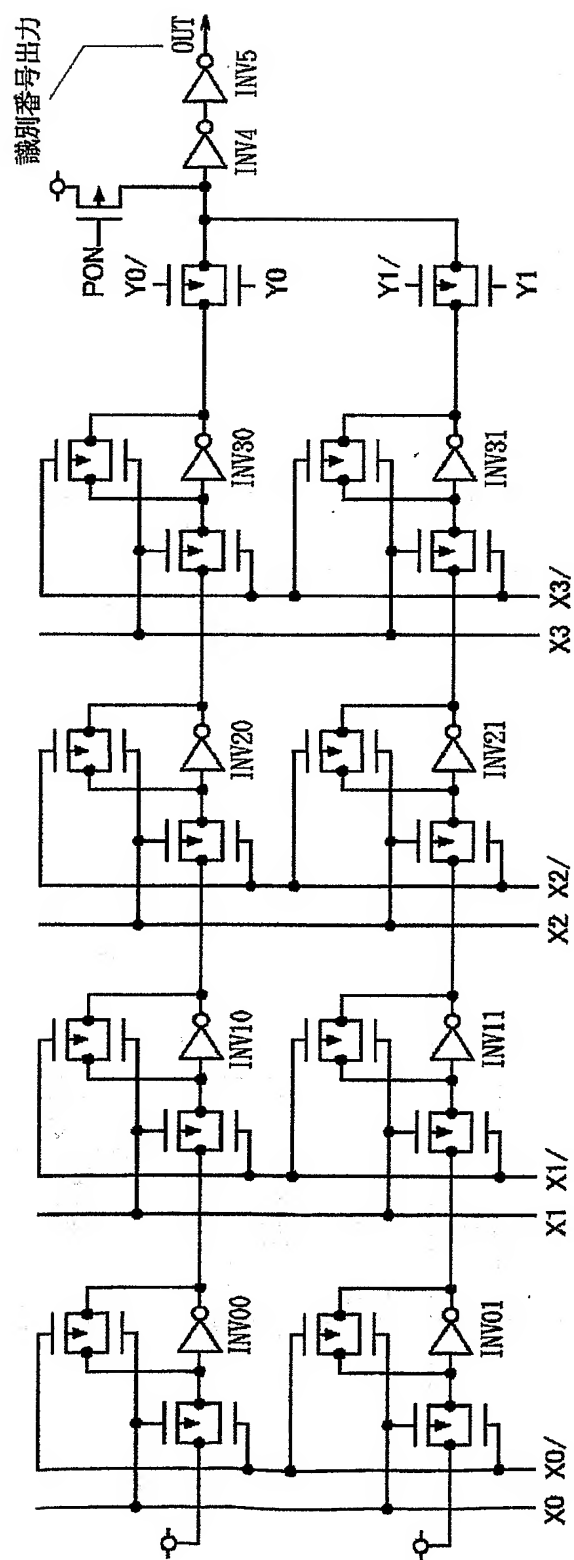 識別番号出力
OUT
INV5
INV4
PON
Y0/
Y0
Y1/
Y1
INV30
INV31
X3/
X3
INV20
INV21
X2/
X2
INV10
INV11
X1/
X1
INV00
INV01
X0/
X0